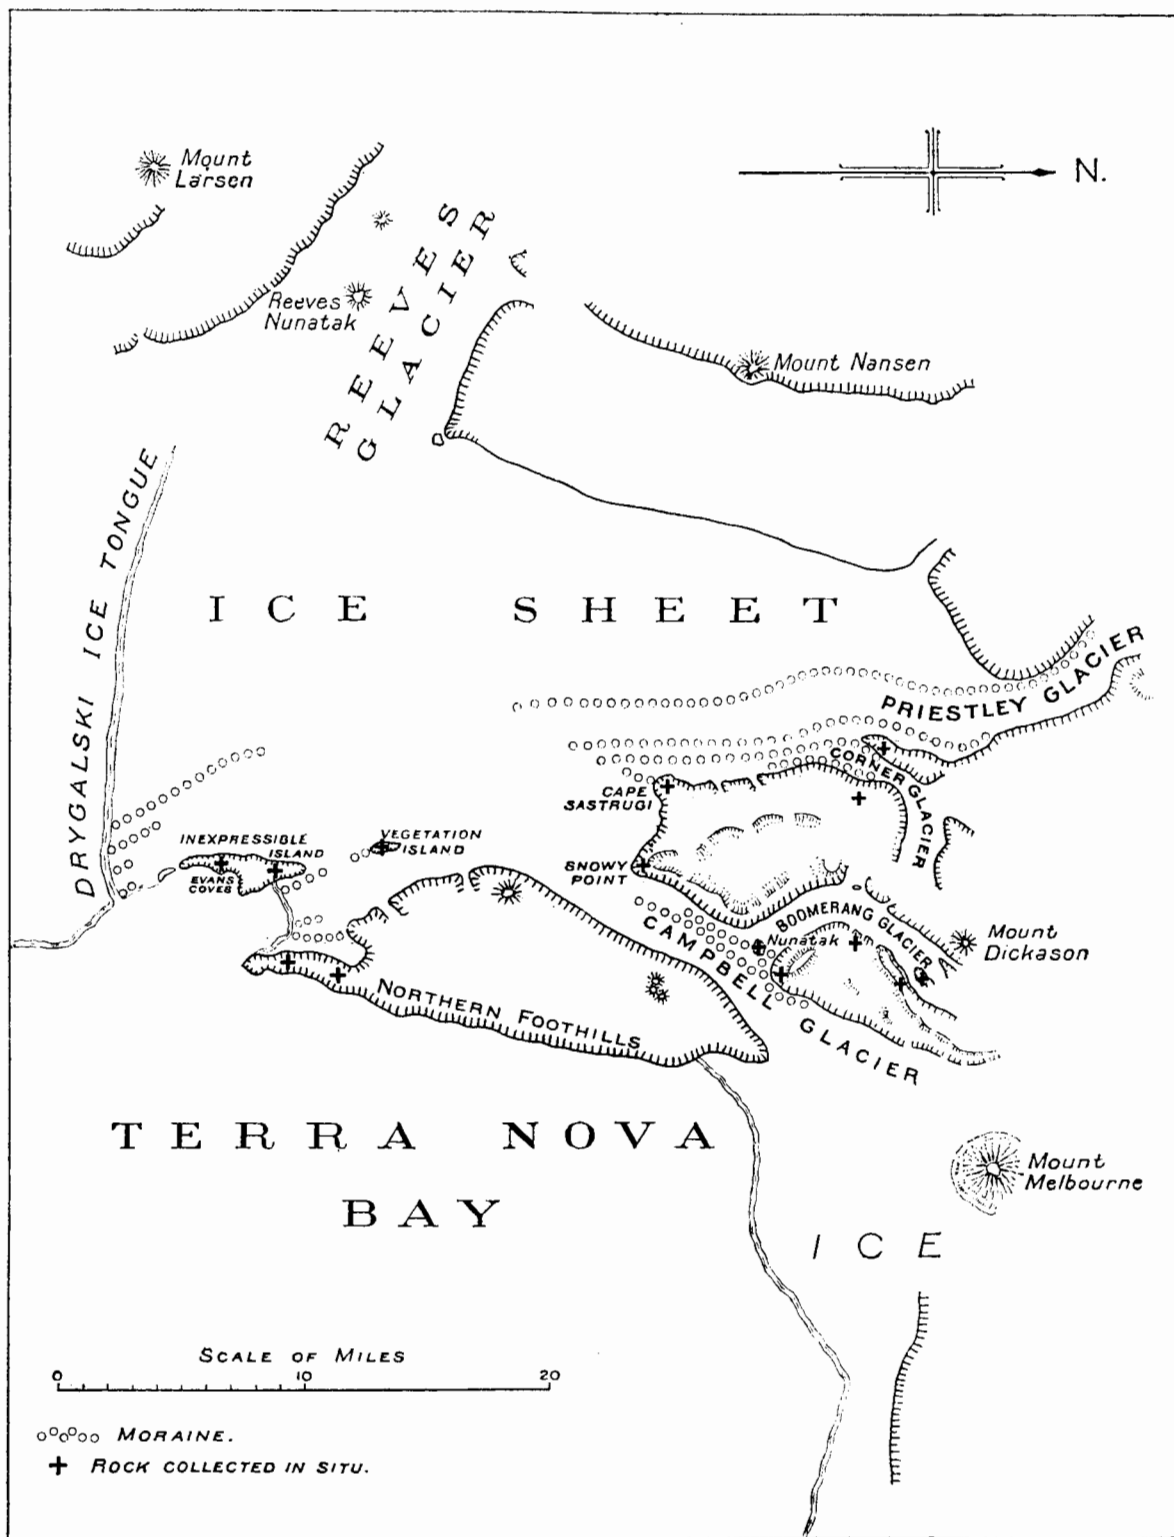 Mount
Larsen
N.
Reeves
Nunatak
REEVES
GLACIER
Mount Nansen
DRYGALSKI ICE TONGUE
ICE SHEET
PRIESTLEY GLACIER
CORNER GLACIER
CAPE
SASTRUGI
INEXPRESSIBLE
ISLAND
EVANS
COVES
VEGETATION
ISLAND
SNOWY
POINT
BOOMERANG GLACIER
Nunatak
Mount
Dickason
CAMPBELL GLACIER
NORTHERN FOOTHILLS
TERRA NOVA
BAY
Mount
Melbourne
ICE
SCALE OF MILES
0 10 20
MORAINE.
ROCK COLLECTED IN SITU.